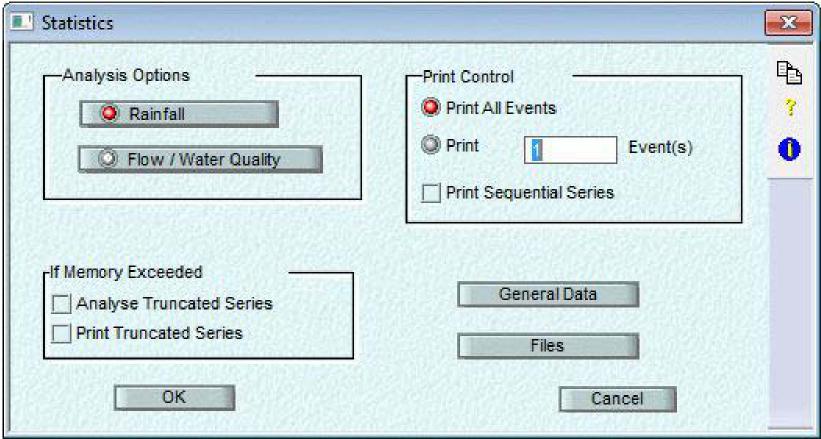 Statistics
Analysis Options
Rainfall
Flow / Water Quality
Print Control
Print All Events
Print 1 Event(s)
Print Sequential Series
If Memory Exceeded
Analyse Truncated Series
Print Truncated Series
General Data
Files
OK
Cancel